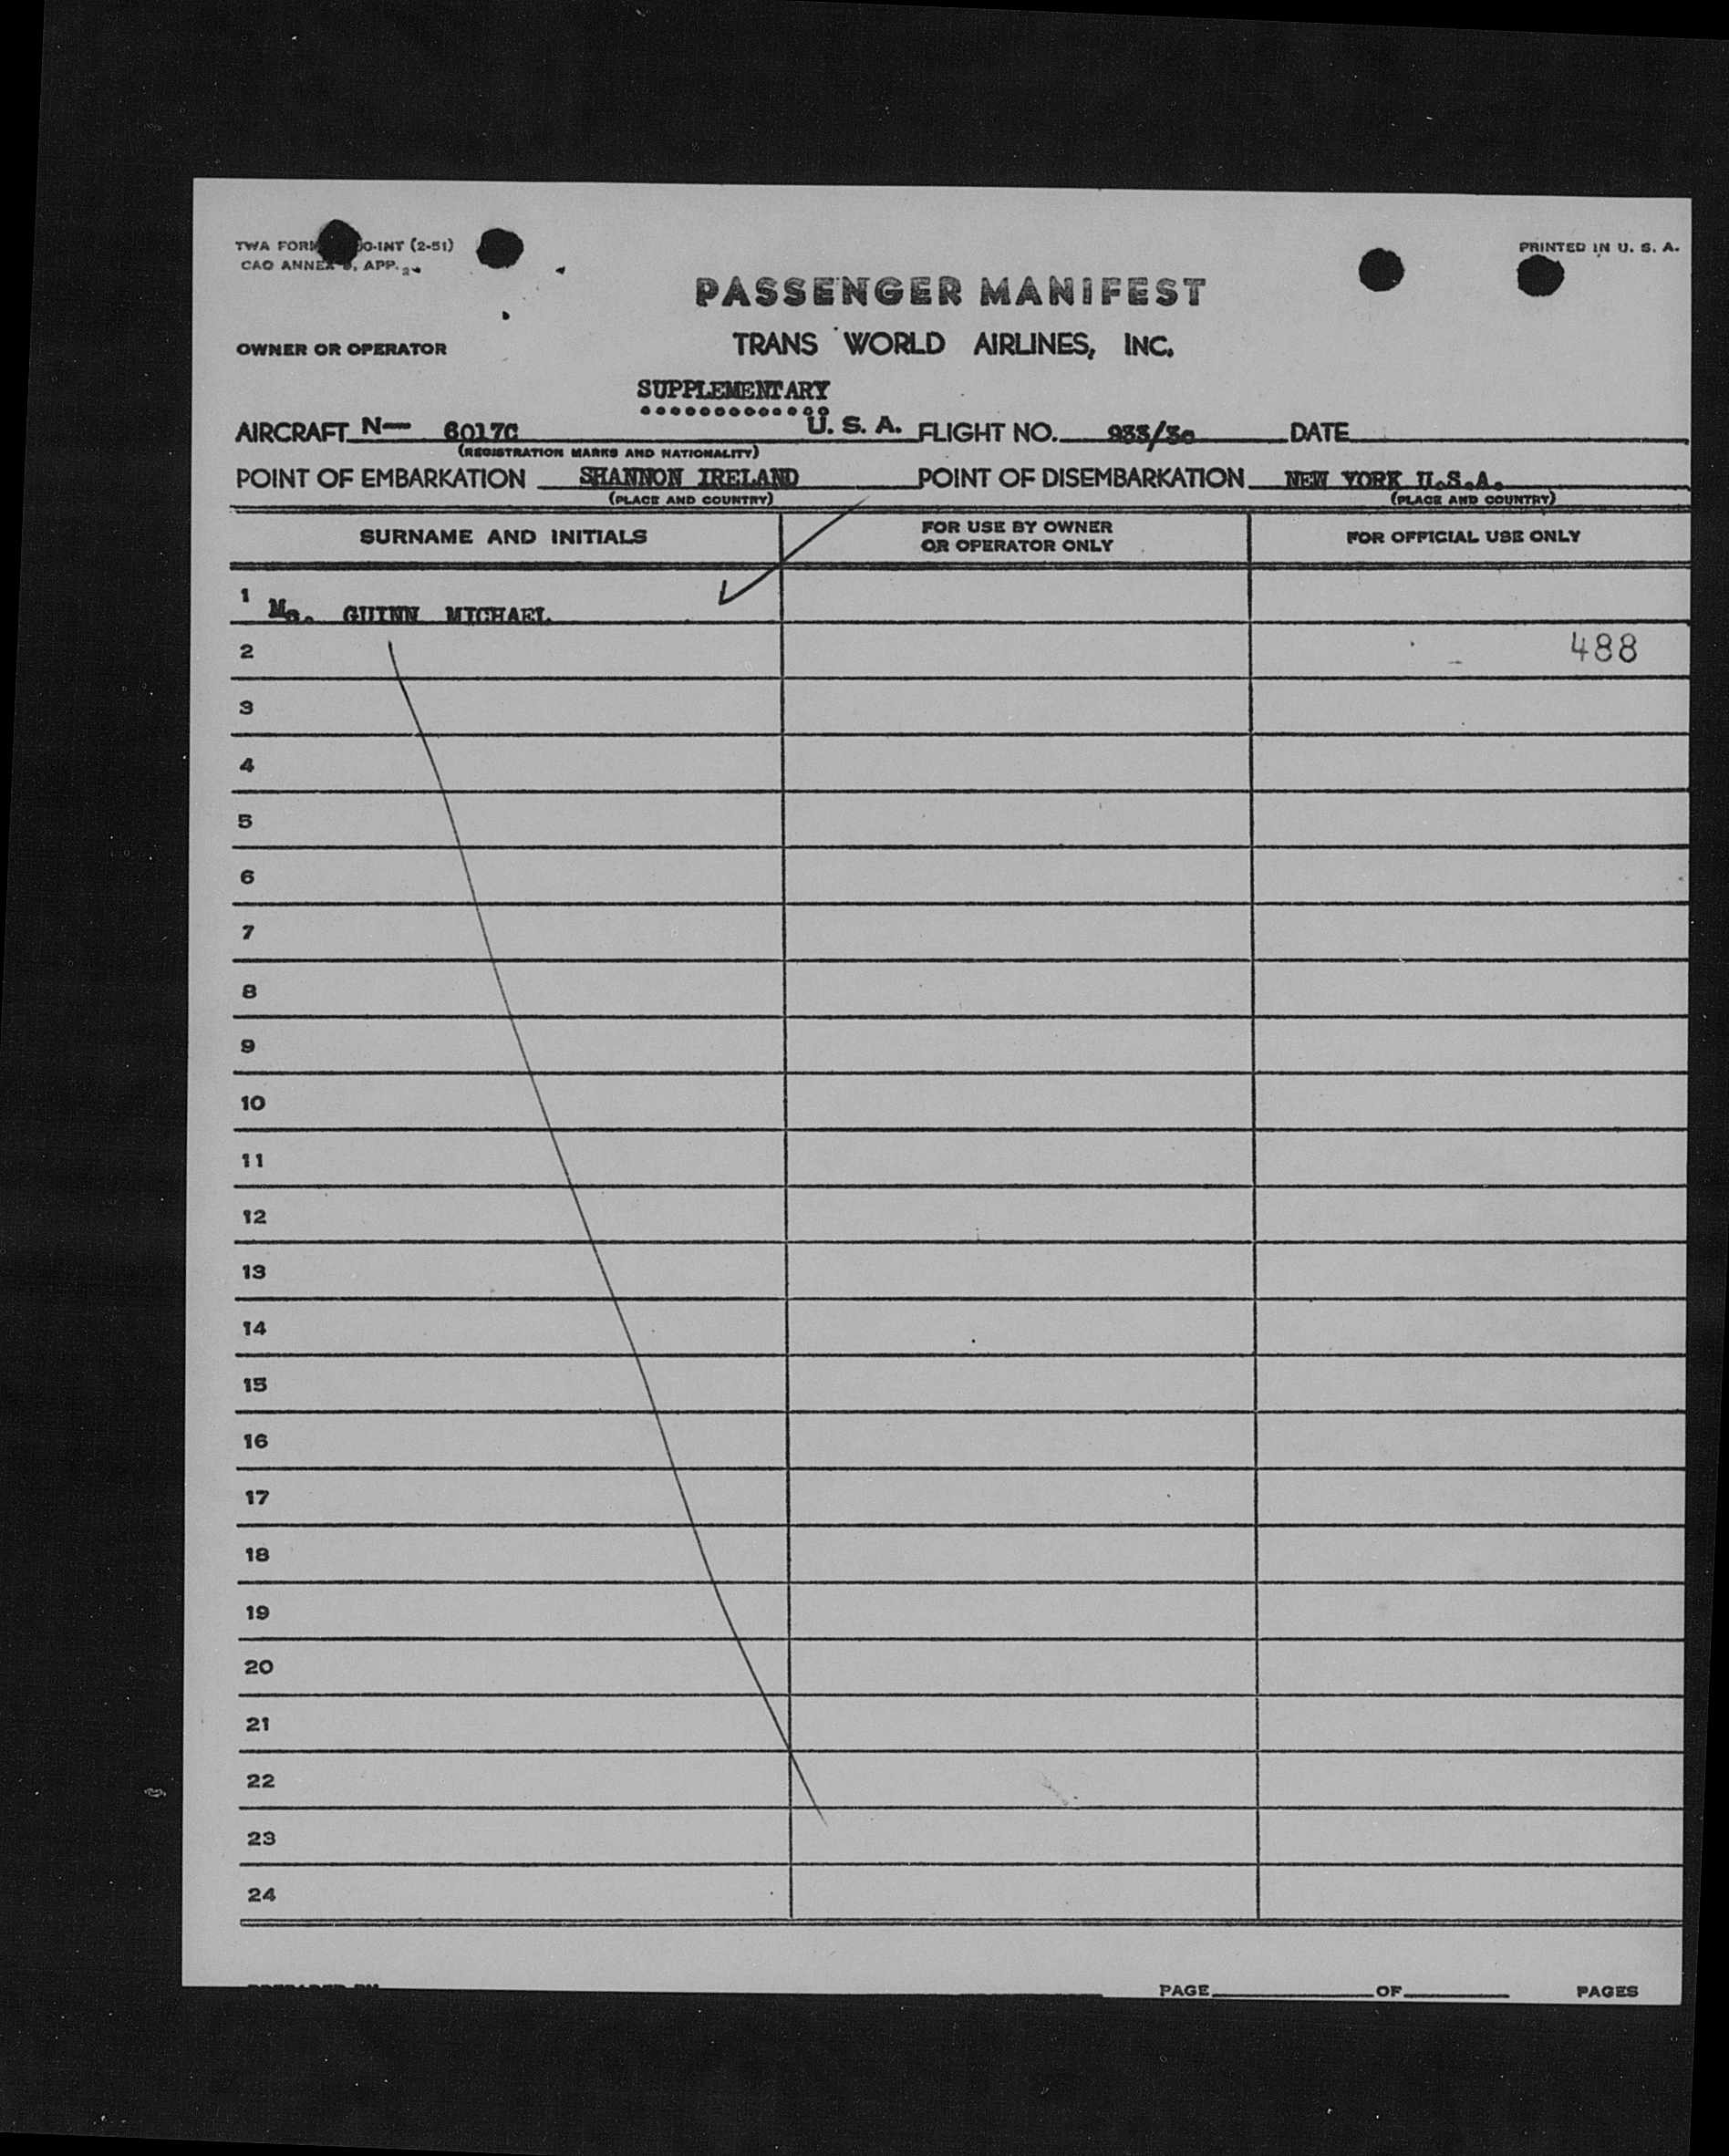 TWA FORM O-INT (2-51)
PRINTED IN U. S. A.
CAO ANNEX 9, APP. 2
PASSENGER MANIFEST
OWNER OR OPERATOR TRANS WORLD AIRLINES, INC.
SUPPLEMENTARY
AIRCRAFT N- 6017C U. S. A. FLIGHT NO. 933/30 DATE
(REGISTRATION MARKS AND NATIONALITY)
POINT OF EMBARKATION SHANNON IRELAND POINT OF DISEMBARKATION NEW YORK U.S.A.
(PLACE AND COUNTRY) (PLACE AND COUNTRY)
SURNAME AND INITIALS FOR USE BY OWNER OR OPERATOR ONLY FOR OFFICIAL USE ONLY
1 GUINN MICHAEL
2 488
3
4
5
6
7
8
9
10
11
12
13
14
15
16
17
18
19
20
21
22
23
24
PAGE OF PAGES